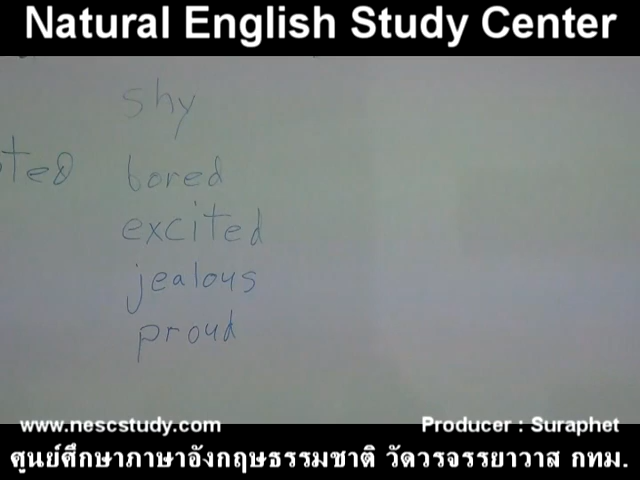 Natural English Study Center
shy
bored
excited
jealous
proud
www.nescstudy.com Producer : Suraphet
ศูนย์ศึกษาภาษาอังกฤษธรรมชาติ วัดวรจรรยาวาส กทม.